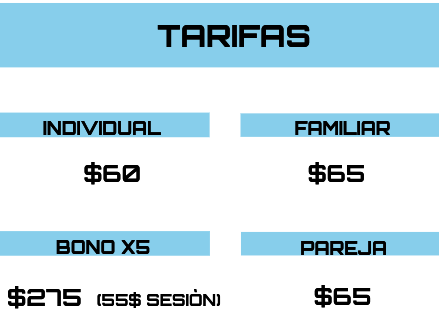 TARIFAS
INDIVIDUAL
$60
FAMILIAR
$65
BONO X5
$275 (55$ SESIÒN)
PAREJA
$65